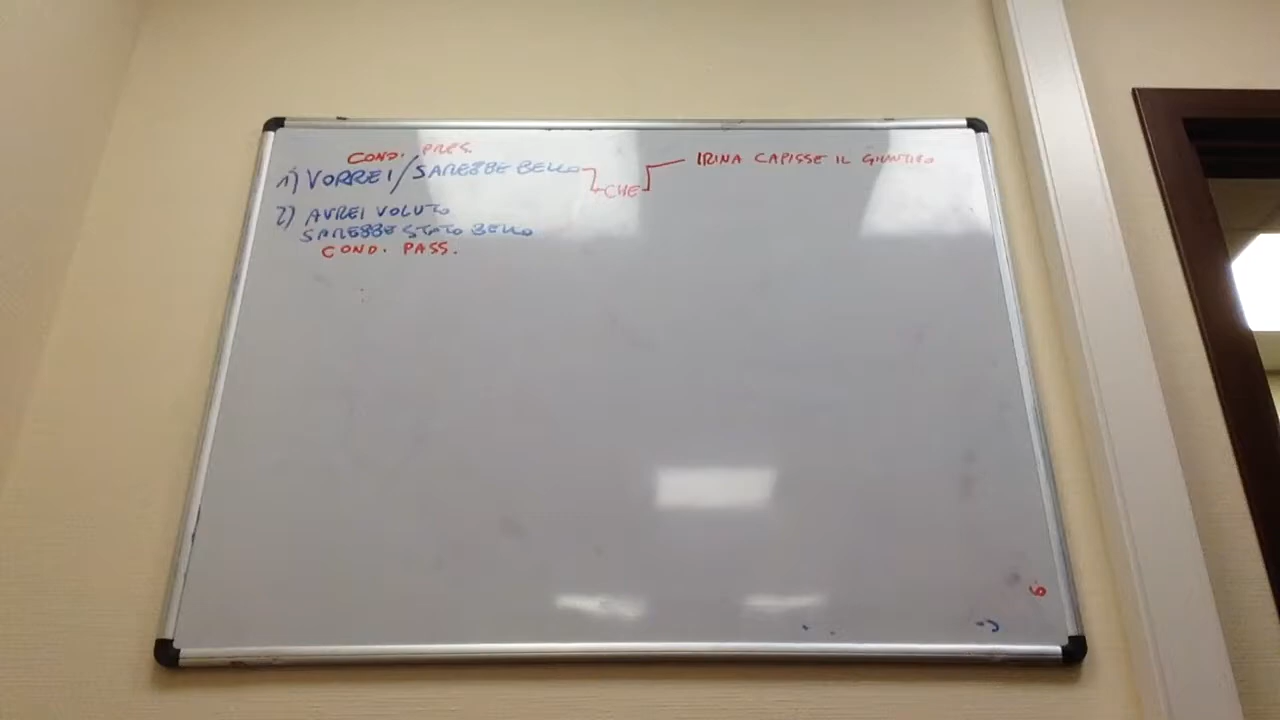 COND. PRES.
1) VORREI/SAREBBE BELLO
CHE
IRINA CAPISSE IL
2) AVREI VOLUTO
SAREBBE STATO BELLO
COND. PASS.